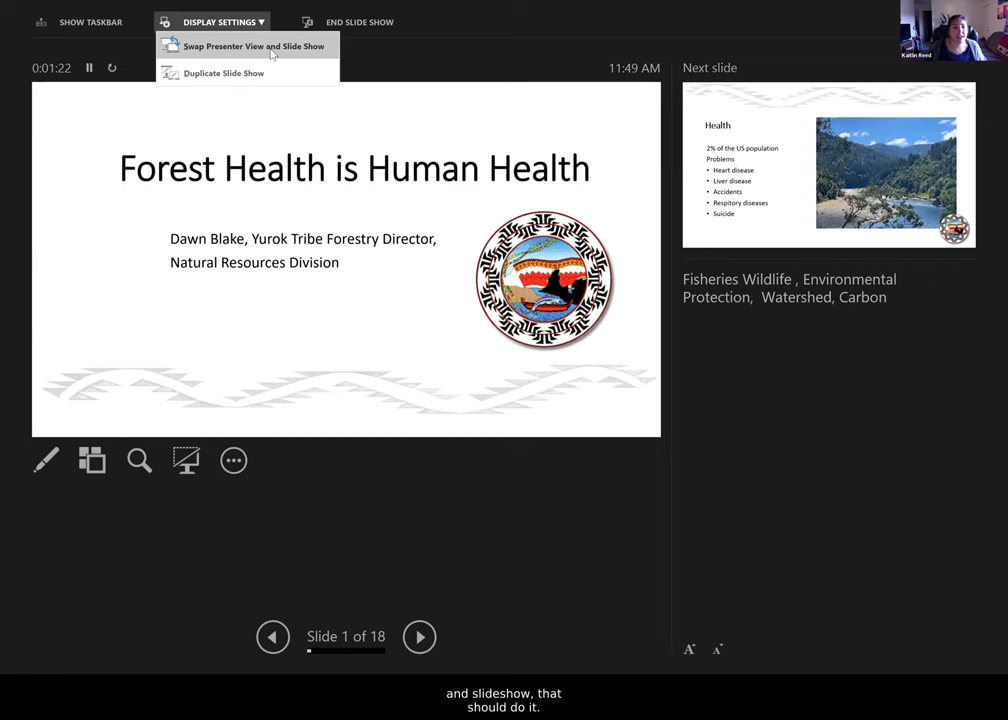 SHOW TASKBAR
DISPLAY SETTINGS ▼
END SLIDE SHOW
Swap Presenter View and Slide Show
Duplicate Slide Show
0:01:22
11:49 AM
Next slide
Kaitin Reed
Forest Health is Human Health
Dawn Blake, Yurok Tribe Forestry Director,
Natural Resources Division
Health
2% of the US population
Problems
• Heart disease
• Liver disease
• Accidents
• Respitory diseases
• Suicide
Fisheries Wildlife , Environmental
Protection, Watershed, Carbon
Slide 1 of 18
A A
and slideshow, that
should do it.